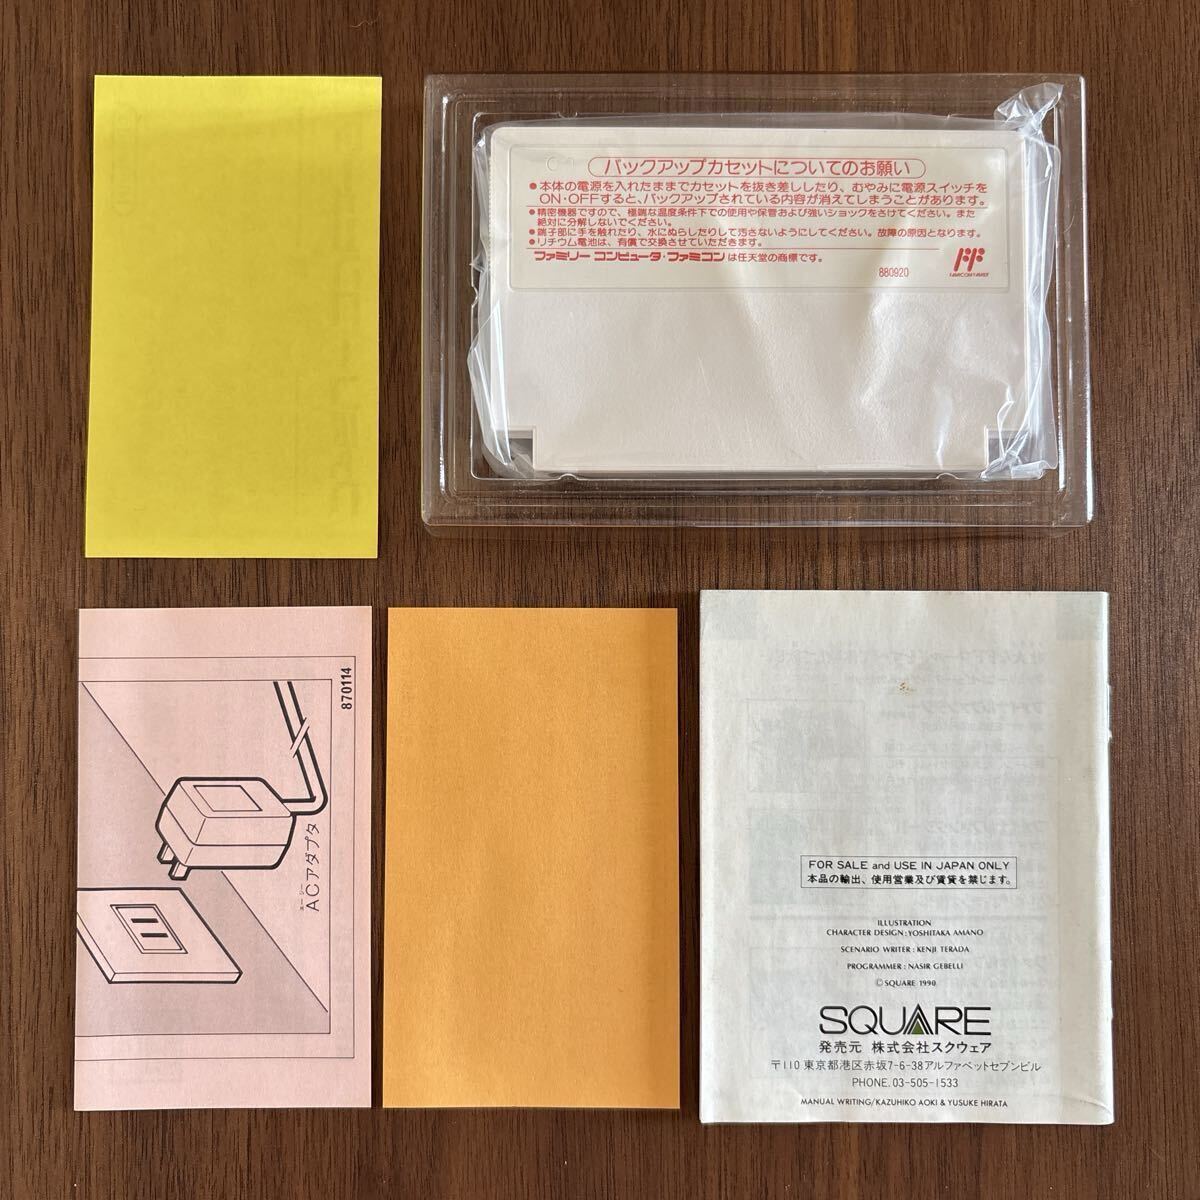 バックアップカセットについてのお願い
●本体の電源を入れたままでカセットを抜き差ししたり、むやみに電源スイッチを
ON・OFFすると、バックアップされている内容が消えてしまうことがあります。
●精密機器ですので、極端な温度条件下での使用や保管および強いショックをさけてください。また
絶対に分解しないでください。
●端子部に手を触れたり、水にぬらしたりして汚さないようにしてください。故障の原因となります。
●リチウム電池は、有償で交換させていただきます。
ファミリーコンピュータ・ファミコンは任天堂の商標です。
880920
FAMICOM FAMILY
870114
ACアダプタ
エーシー
FOR SALE and USE IN JAPAN ONLY
本品の輸出、使用営業及び賃貸を禁じます。
ILLUSTRATION
CHARACTER DESIGN : YOSHITAKA AMANO
SCENARIO WRITER : KENJI TERADA
PROGRAMMER : NASIR GEBELLI
© SQUARE 1990
SQUARE
発売元 株式会社スクウェア
〒110 東京都港区赤坂7-6-38アルファベットセブンビル
PHONE. 03-505-1533
MANUAL WRITING/KAZUHIKO AOKI & YUSUKE HIRATA